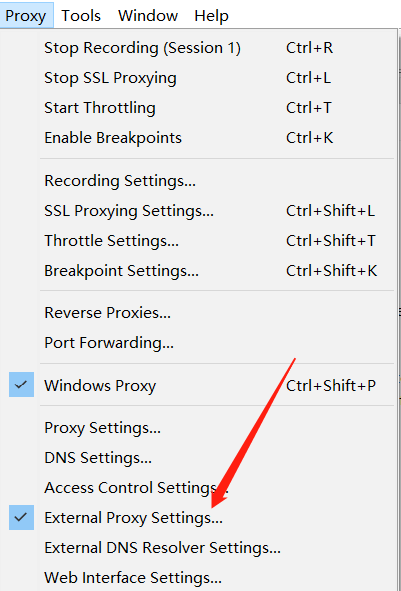 Proxy Tools Window Help
Stop Recording (Session 1) Ctrl+R
Stop SSL Proxying Ctrl+L
Start Throttling Ctrl+T
Enable Breakpoints Ctrl+K
Recording Settings...
SSL Proxying Settings... Ctrl+Shift+L
Throttle Settings... Ctrl+Shift+T
Breakpoint Settings... Ctrl+Shift+K
Reverse Proxies...
Port Forwarding...
Windows Proxy Ctrl+Shift+P
Proxy Settings...
DNS Settings...
Access Control Settings...
External Proxy Settings...
External DNS Resolver Settings...
Web Interface Settings...